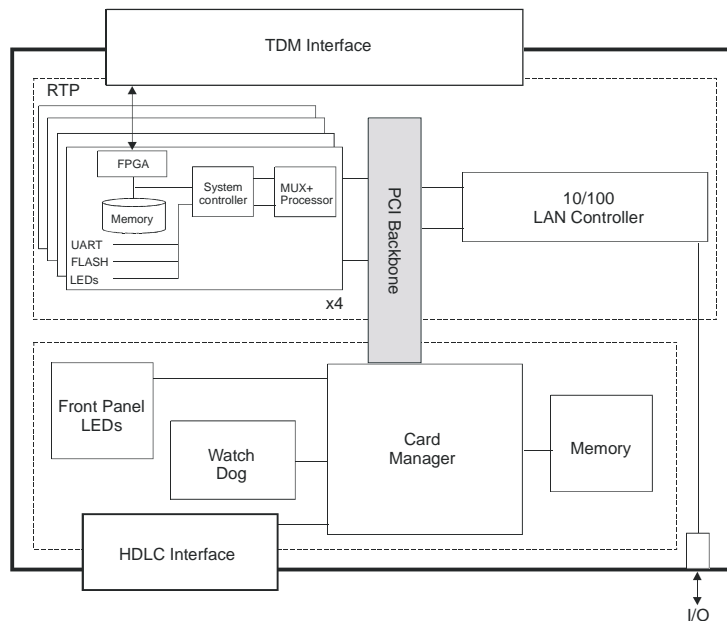 TDM Interface
RTP
FPGA
Memory
System
controller
MUX+
Processor
UART
FLASH
LEDs
x4
PCI Backbone
10/100
LAN Controller
Front Panel
LEDs
Watch
Dog
Card
Manager
Memory
HDLC Interface
I/O